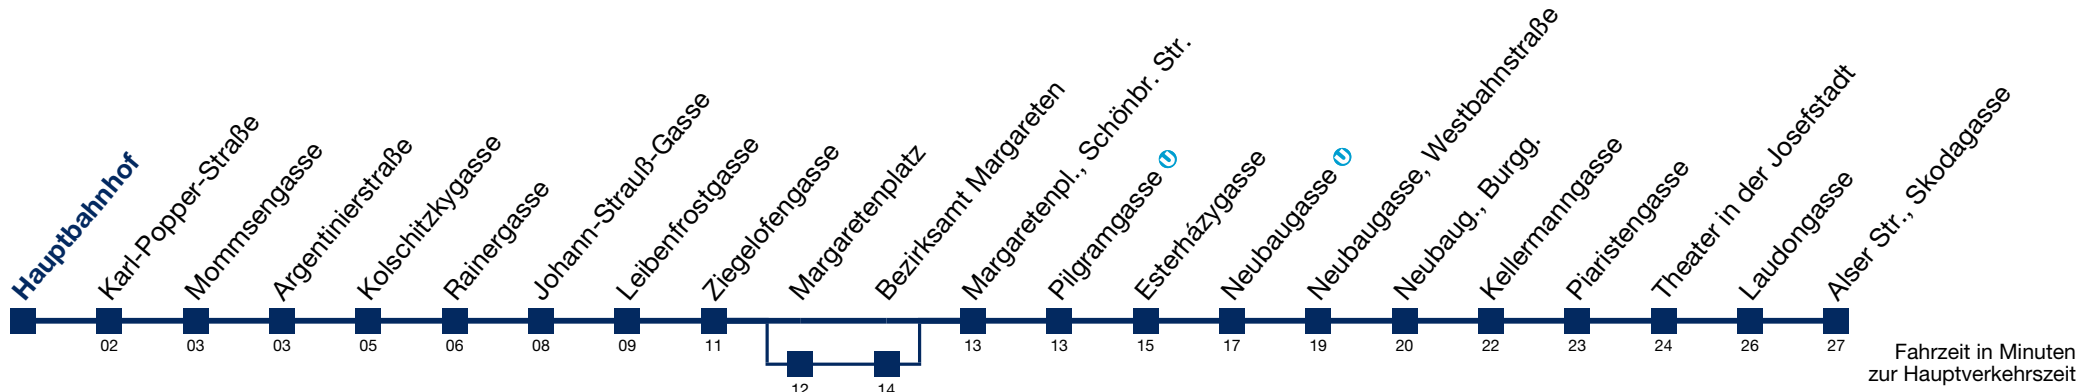 Hauptbahnhof
Karl-Popper-Straße
Mommsengasse
Argentinierstraße
Kolschitzkygasse
Rainergasse
Johann-Strauß-Gasse
Leibenfrostgasse
Ziegelofengasse
Margaretenplatz
Bezirksamt Margareten
Margaretenpl., Schönbr. Str.
Pilgramgasse U
Esterházygasse
Neubaugasse U
Neubaugasse, Westbahnstraße
Neubaug., Burgg.
Kellermanngasse
Piaristengasse
Theater in der Josefstadt
Laudongasse
Alser Str., Skodagasse
02 03 03 05 06 08 09 11 13 13 15 17 19 20 22 23 24 26 27
12 14
Fahrzeit in Minuten
zur Hauptverkehrszeit